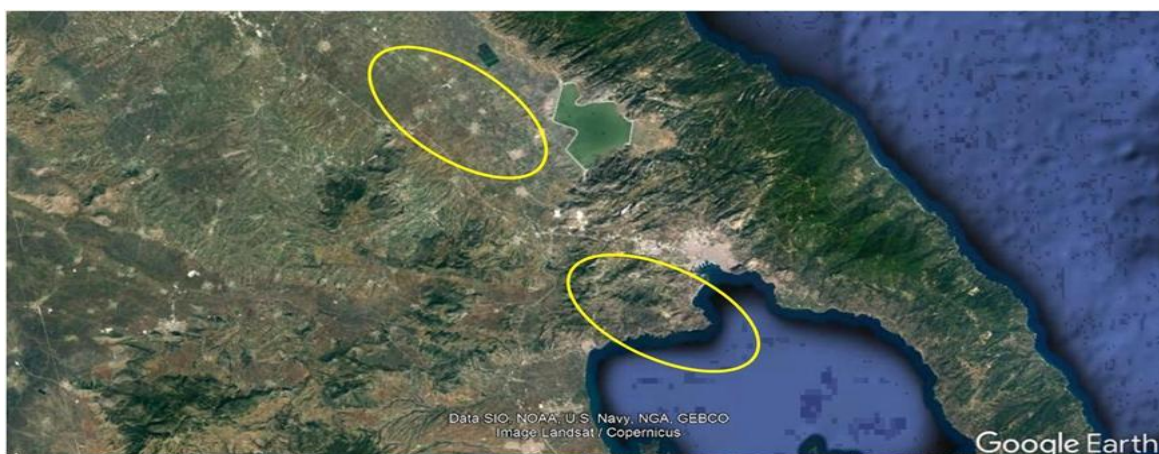 Data SIO, NOAA, U.S. Navy, NGA, GEBCO
Image Landsat / Copernicus
Google Earth